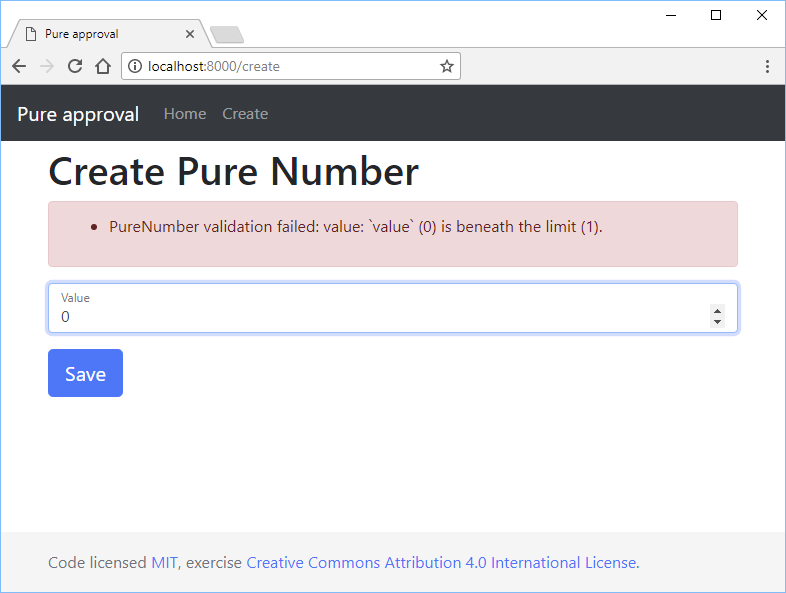 Pure approval
localhost:8000/create
Pure approval Home Create
Create Pure Number
PureNumber validation failed: value: `value` (0) is beneath the limit (1).
Value
0
Save
Code licensed MIT, exercise Creative Commons Attribution 4.0 International License.